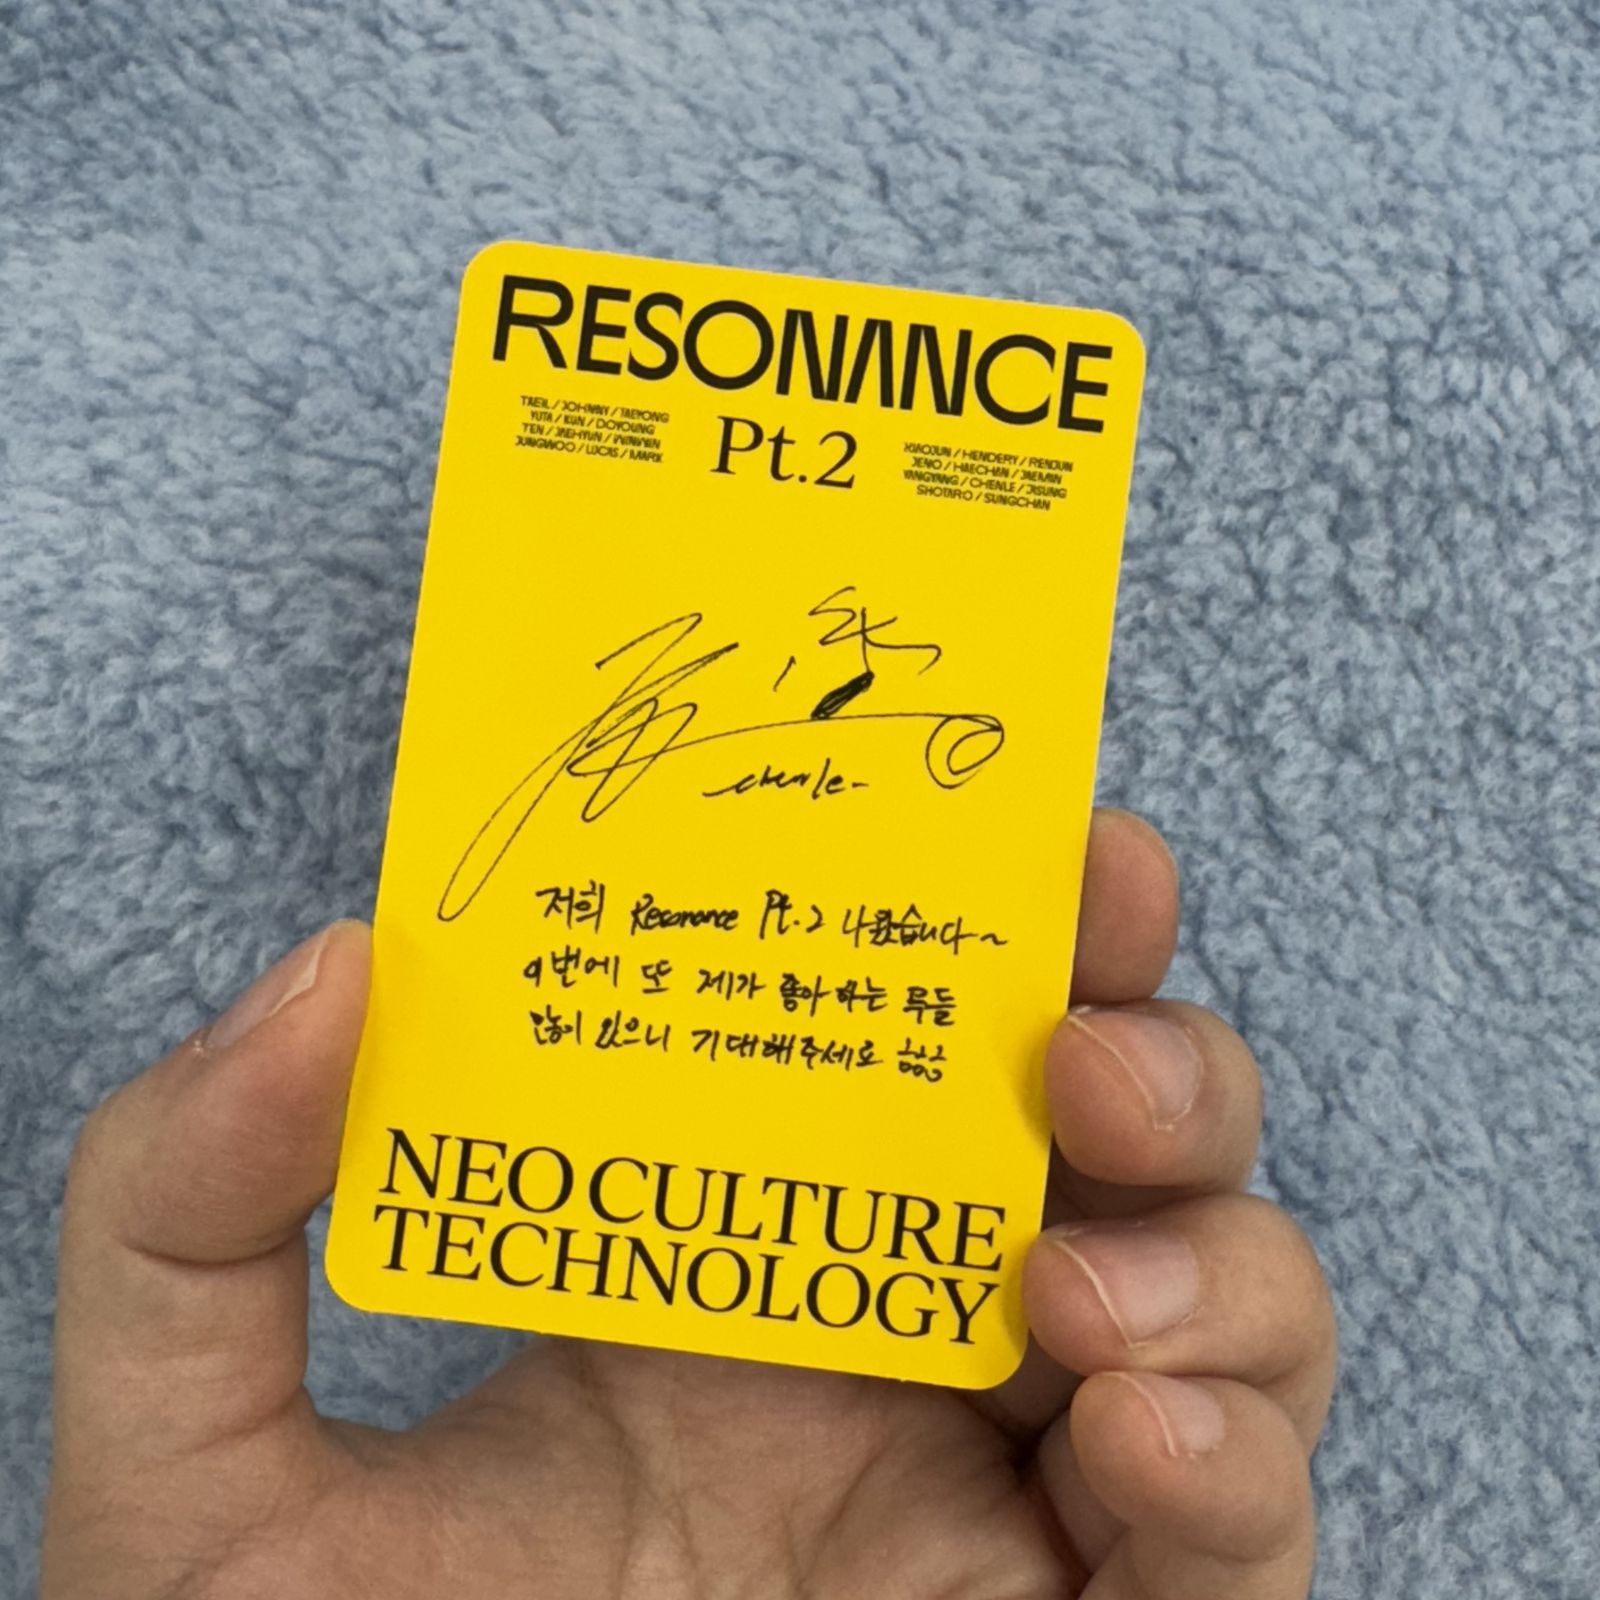 RESONANCE
Pt.2
TAEIL / JOHNNY / TAEYONG
YUTA / KUN / DOYOUNG
TEN / JAEHYUN / WINWIN
JUNGWOO / LUCAS / MARK
XIAOJUN / HENDERY / RENJUN
JENO / HAECHAN / JAEMIN
YANGYANG / CHENLE / JISUNG
SHOTARO / SUNGCHAN
chenle-
저희 Resonance Pt.2 나왔습니다~
이번에 또 제가 좋아하는 루들
많이 있으니 기대해주세요 ㅎㅎㅎ
NEO CULTURE
TECHNOLOGY